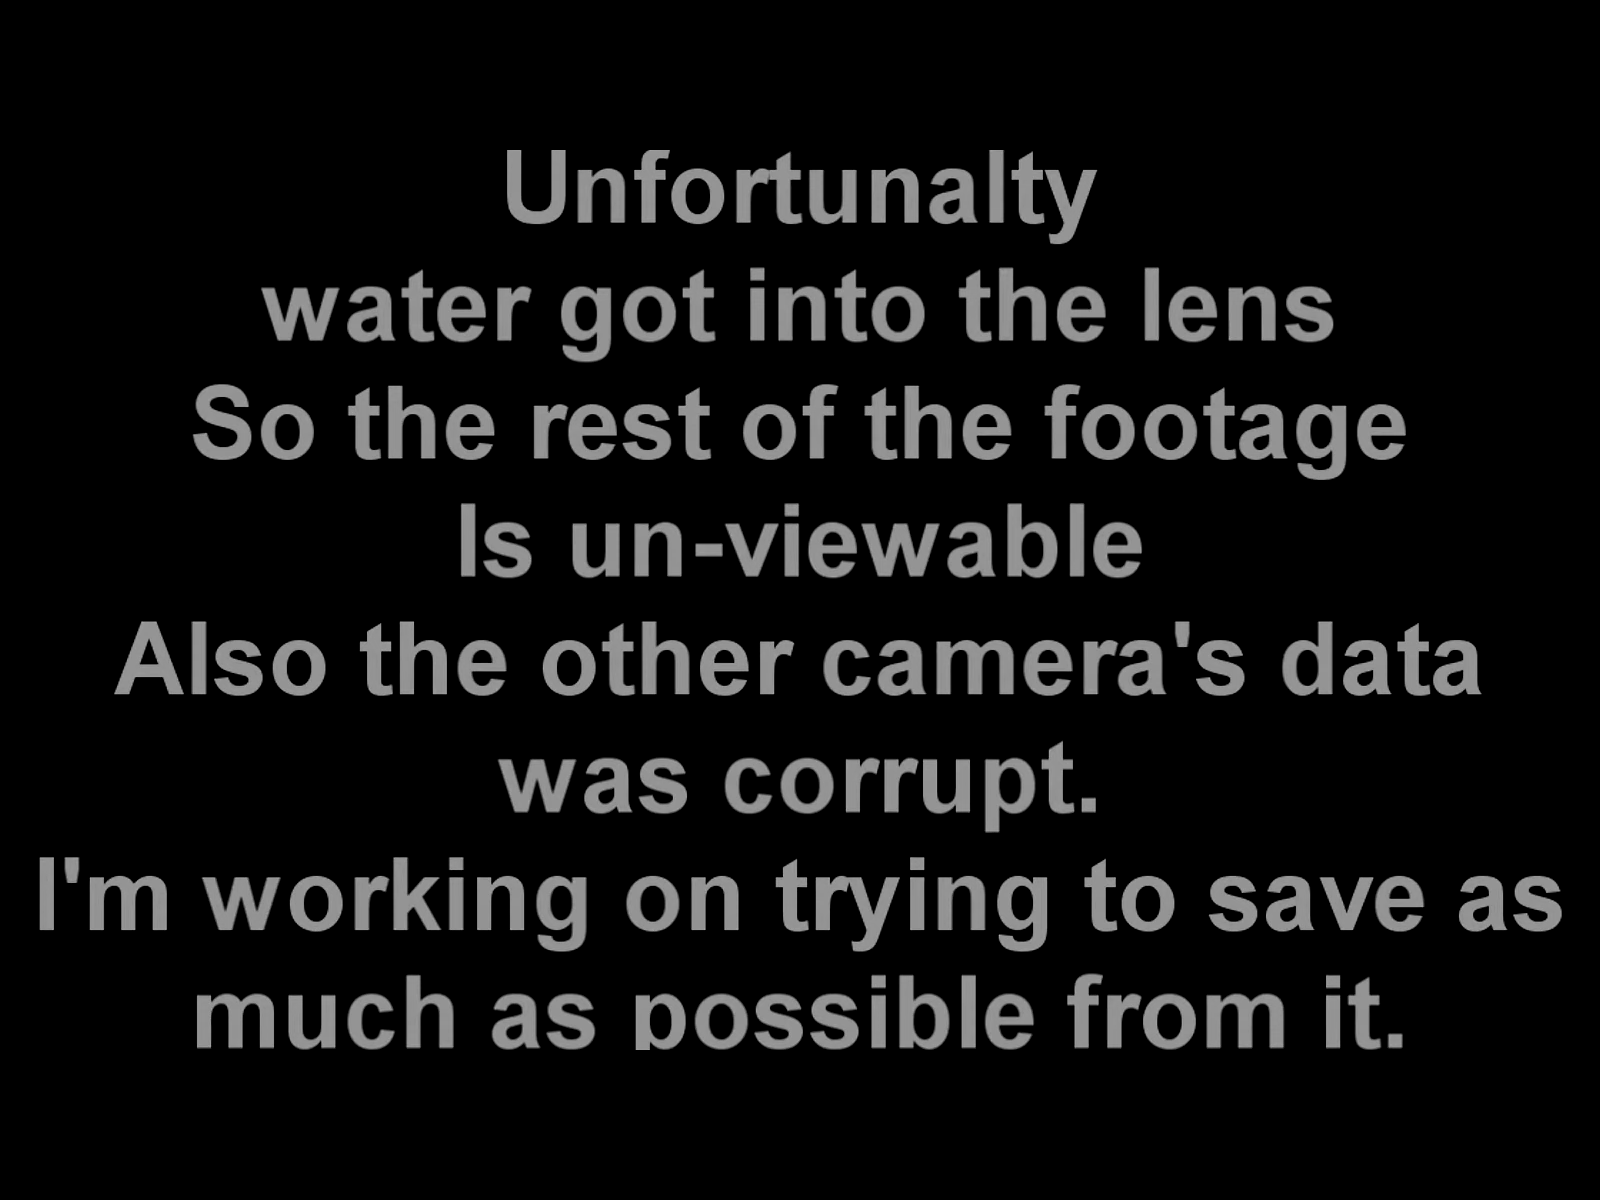 Unfortunalty
water got into the lens
So the rest of the footage
Is un-viewable
Also the other camera's data
was corrupt.
I'm working on trying to save as
much as possible from it.